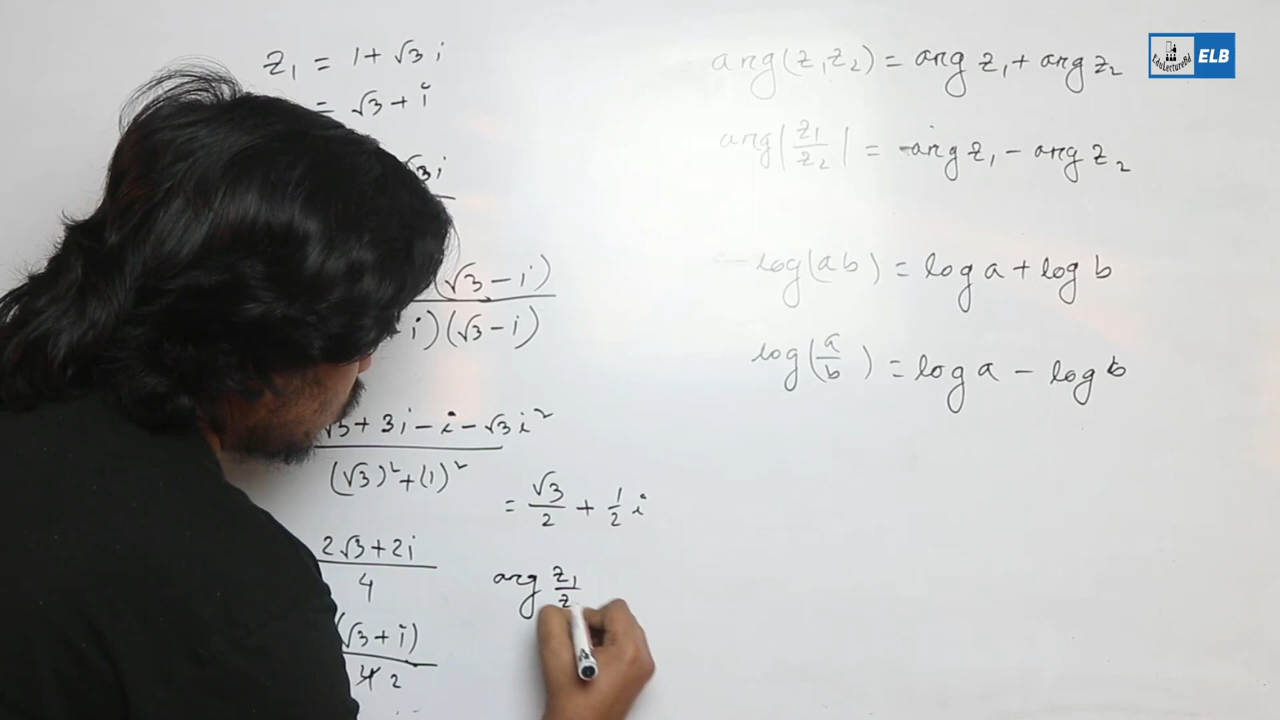 z₁ = 1 + √3 i
= √3 + i
√3 i
(√3 - i)
i)(√3 - i)
√3 + 3i - i - √3 i²
(√3)² + (1)²
2√3 + 2i
4
(√3 + i)
4 2
= √3/2 + 1/2 i
arg z₁/z
arg(z₁z₂) = arg z₁ + arg z₂
arg|z₁/z₂| = arg z₁ - arg z₂
log(ab) = log a + log b
log(a/b) = log a - log b
EduLectureBd ELB